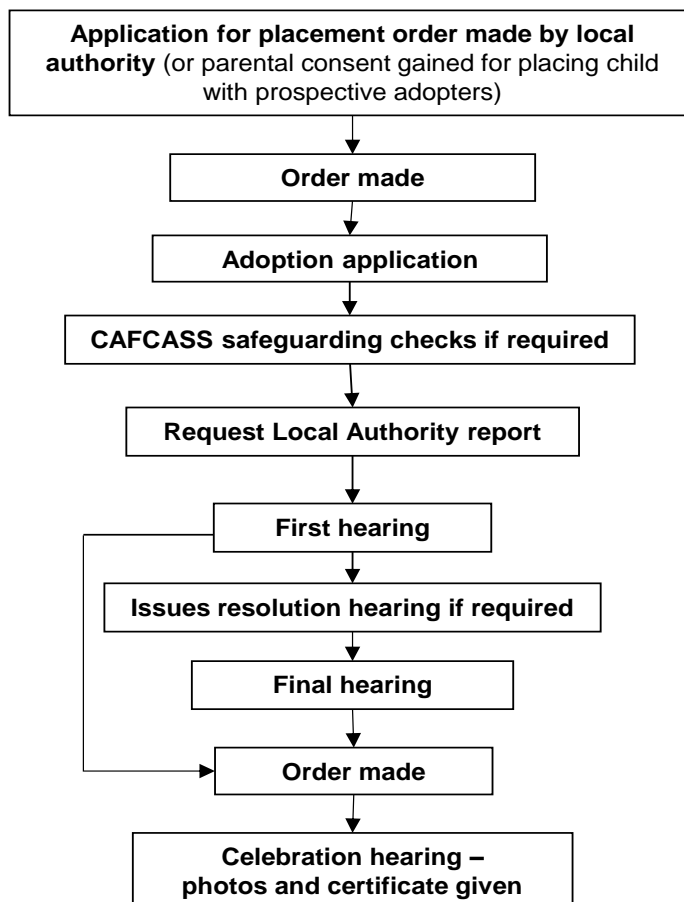 Application for placement order made by local
authority (or parental consent gained for placing child
with prospective adopters)
Order made
Adoption application
CAFCASS safeguarding checks if required
Request Local Authority report
First hearing
Issues resolution hearing if required
Final hearing
Order made
Celebration hearing –
photos and certificate given